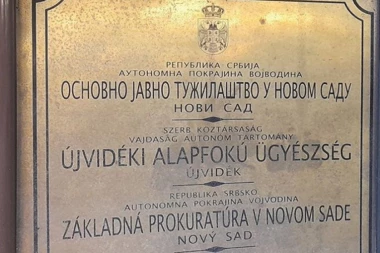 РЕПУБЛИКА СРБИЈА
АУТОНОМНА ПОКРАЈИНА ВОЈВОДИНА
ОСНОВНО ЈАВНО ТУЖИЛАШТВО У НОВОМ САДУ
НОВИ САД
SZERB KÖZTÁRSASÁG
VAJDASÁG AUTONÓM TARTOMÁNY
ÚJVIDÉKI ALAPFOKÚ ÜGYÉSZSÉG
ÚJVIDÉK
REPUBLIKA SRBSKO
AUTONÓMNA POKRAJINA VOJVODINA
ZÁKLADNÁ PROKURATÚRA V NOVOM SADE
NOVÝ SAD